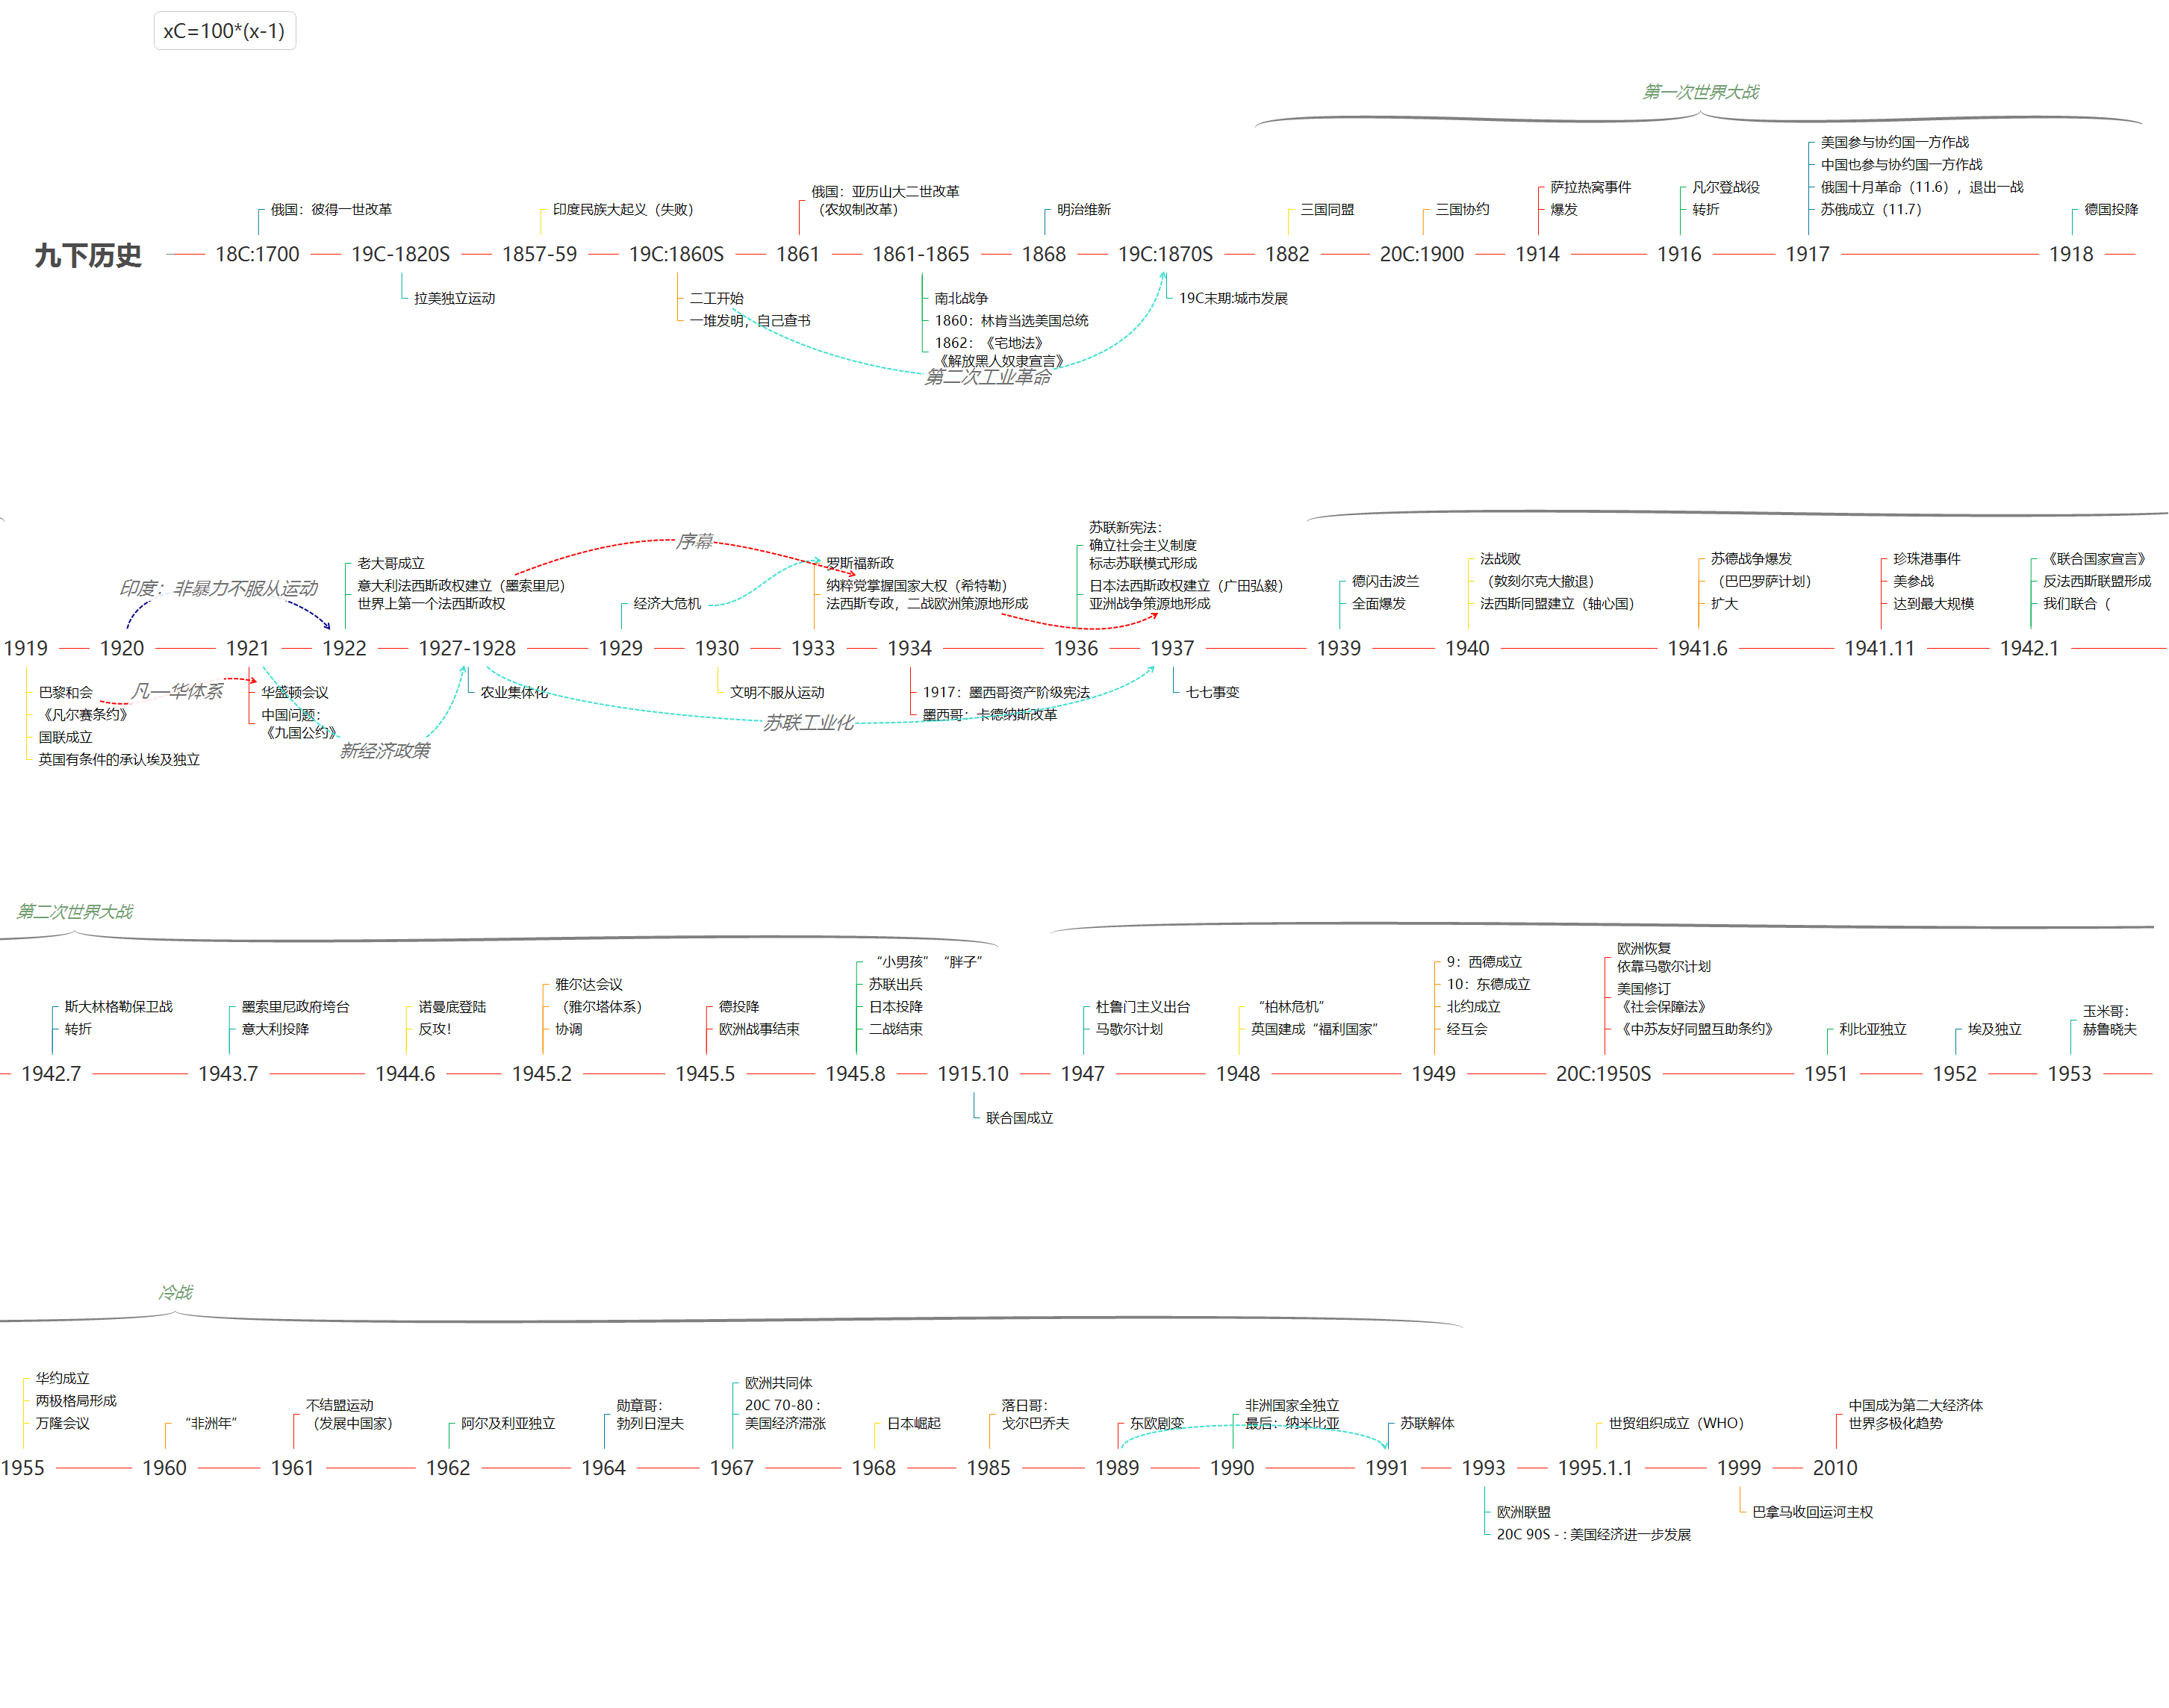 xC=100*(x-1)
第一次世界大战
九下历史
18C:1700
俄国：彼得一世改革
19C-1820S
拉美独立运动
1857-59
印度民族大起义（失败）
19C:1860S
二工开始
一堆发明，自己查书
1861
俄国：亚历山大二世改革
（农奴制改革）
1861-1865
南北战争
1860：林肯当选美国总统
1862：《宅地法》
《解放黑人奴隶宣言》
第二次工业革命
1868
明治维新
19C:1870S
19C末期:城市发展
1882
三国同盟
20C:1900
三国协约
1914
萨拉热窝事件
爆发
1916
凡尔登战役
转折
1917
美国参与协约国一方作战
中国也参与协约国一方作战
俄国十月革命（11.6），退出一战
苏俄成立（11.7）
1918
德国投降
1919
巴黎和会
《凡尔赛条约》
国联成立
英国有条件的承认埃及独立
凡—华体系
1920
印度：非暴力不服从运动
1921
华盛顿会议
中国问题：
《九国公约》
新经济政策
1922
老大哥成立
意大利法西斯政权建立（墨索里尼）
世界上第一个法西斯政权
序幕
1927-1928
农业集体化
苏联工业化
1929
经济大危机
1930
文明不服从运动
1933
罗斯福新政
纳粹党掌握国家大权（希特勒）
法西斯专政，二战欧洲策源地形成
1934
1917：墨西哥资产阶级宪法
墨西哥：卡德纳斯改革
1936
苏联新宪法：
确立社会主义制度
标志苏联模式形成
日本法西斯政权建立（广田弘毅）
亚洲战争策源地形成
1937
七七事变
1939
德闪击波兰
全面爆发
1940
法战败
（敦刻尔克大撤退）
法西斯同盟建立（轴心国）
1941.6
苏德战争爆发
（巴巴罗萨计划）
扩大
1941.11
珍珠港事件
美参战
达到最大规模
1942.1
《联合国家宣言》
反法西斯联盟形成
我们联合（
第二次世界大战
1942.7
斯大林格勒保卫战
转折
1943.7
墨索里尼政府垮台
意大利投降
1944.6
诺曼底登陆
反攻！
1945.2
雅尔达会议
（雅尔塔体系）
协调
1945.5
德投降
欧洲战事结束
1945.8
“小男孩” “胖子”
苏联出兵
日本投降
二战结束
1915.10
联合国成立
1947
杜鲁门主义出台
马歇尔计划
1948
“柏林危机”
英国建成“福利国家”
1949
9：西德成立
10：东德成立
北约成立
经互会
20C:1950S
欧洲恢复
依靠马歇尔计划
美国修订
《社会保障法》
《中苏友好同盟互助条约》
1951
利比亚独立
1952
埃及独立
1953
玉米哥：
赫鲁晓夫
冷战
1955
华约成立
两极格局形成
万隆会议
1960
“非洲年”
1961
不结盟运动
（发展中国家）
1962
阿尔及利亚独立
1964
勋章哥：
勃列日涅夫
1967
欧洲共同体
20C 70-80 :
美国经济滞涨
1968
日本崛起
1985
落日哥：
戈尔巴乔夫
1989
东欧剧变
1990
非洲国家全独立
最后：纳米比亚
1991
苏联解体
1993
欧洲联盟
20C 90S - : 美国经济进一步发展
1995.1.1
世贸组织成立（WHO）
1999
巴拿马收回运河主权
2010
中国成为第二大经济体
世界多极化趋势